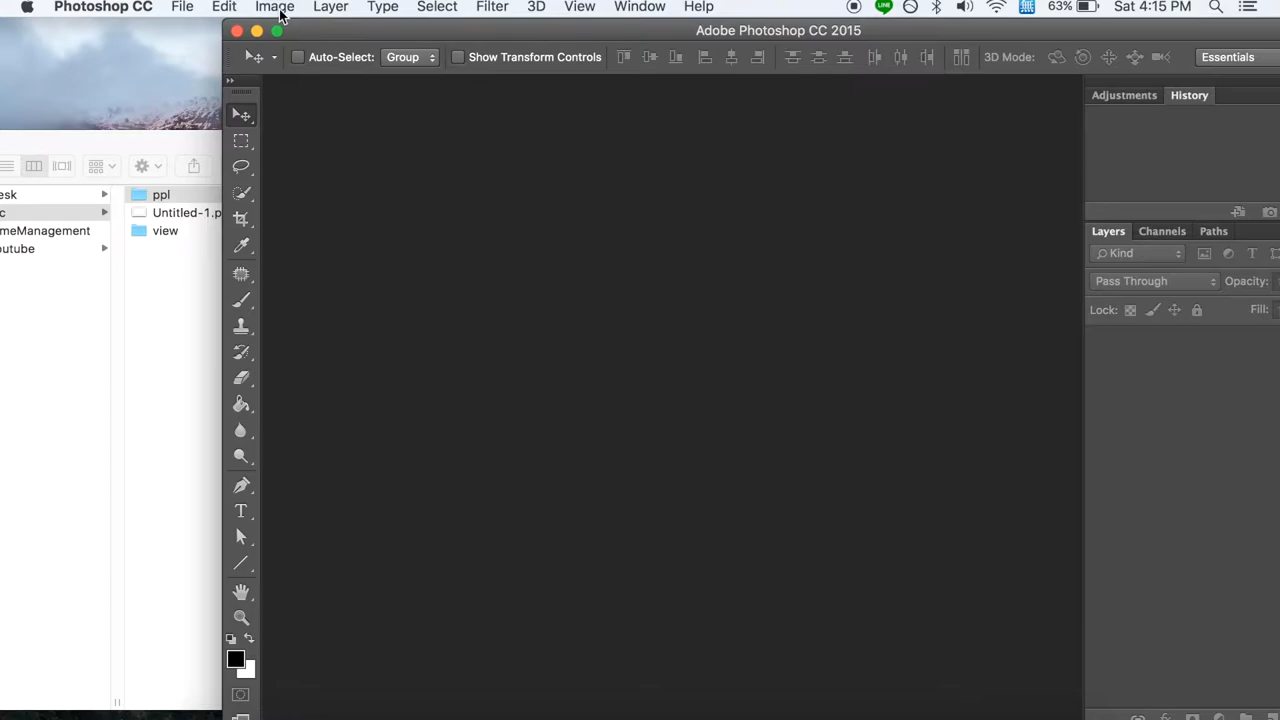 Photoshop CC File Edit Image Layer Type Select Filter 3D View Window Help 63% Sat 4:15 PM
Adobe Photoshop CC 2015
Auto-Select: Group Show Transform Controls 3D Mode: Essentials
Adjustments History
esk
c
meManagement
outube
ppl
Untitled-1.p
view
Layers Channels Paths
Kind
Pass Through Opacity:
Lock: Fill: